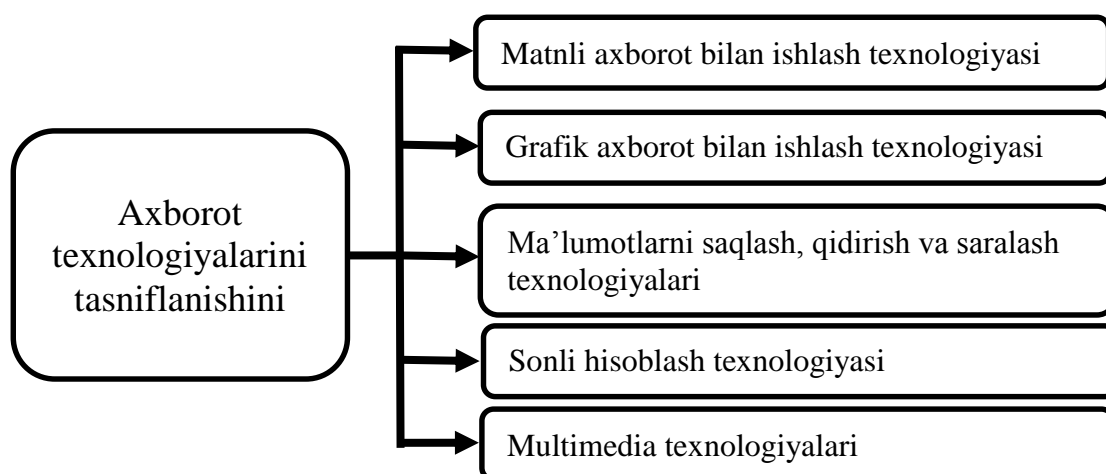 Axborot
texnologiyalarini
tasniflanishini
Matnli axborot bilan ishlash texnologiyasi
Grafik axborot bilan ishlash texnologiyasi
Ma’lumotlarni saqlash, qidirish va saralash
texnologiyalari
Sonli hisoblash texnologiyasi
Multimedia texnologiyalari